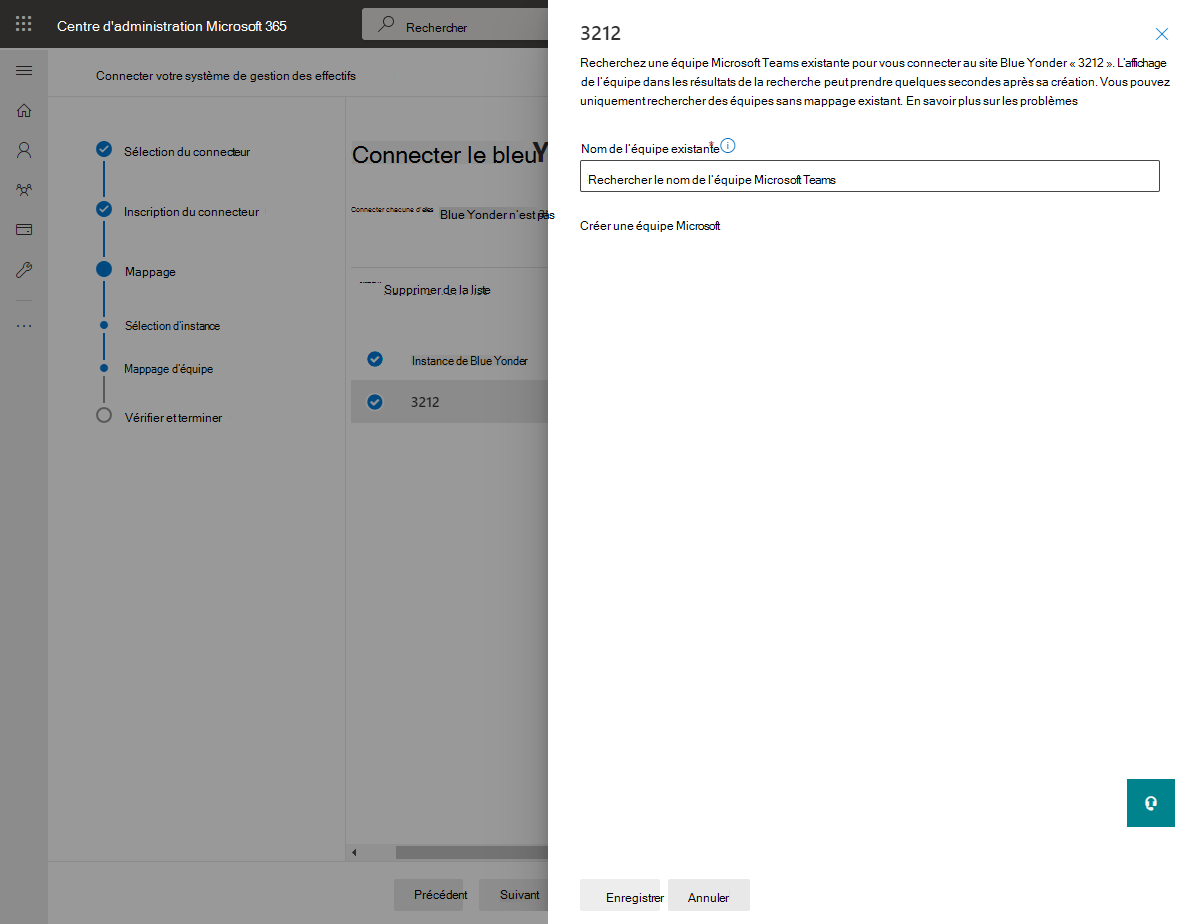 Centre d'administration Microsoft 365
Rechercher
Connecter votre système de gestion des effectifs
Sélection du connecteur
Inscription du connecteur
Mappage
Sélection d'instance
Mappage d'équipe
Vérifier et terminer
Connecter le bleu
Connecter chacune d'elles Blue Yonder n'est pas
Supprimer de la liste
Instance de Blue Yonder
3212
Précédent
Suivant
3212
Recherchez une équipe Microsoft Teams existante pour vous connecter au site Blue Yonder « 3212 ». L'affichage
de l'équipe dans les résultats de la recherche peut prendre quelques secondes après sa création. Vous pouvez
uniquement rechercher des équipes sans mappage existant. En savoir plus sur les problèmes
Nom de l'équipe existante*
Rechercher le nom de l'équipe Microsoft Teams
Créer une équipe Microsoft
Enregistrer
Annuler